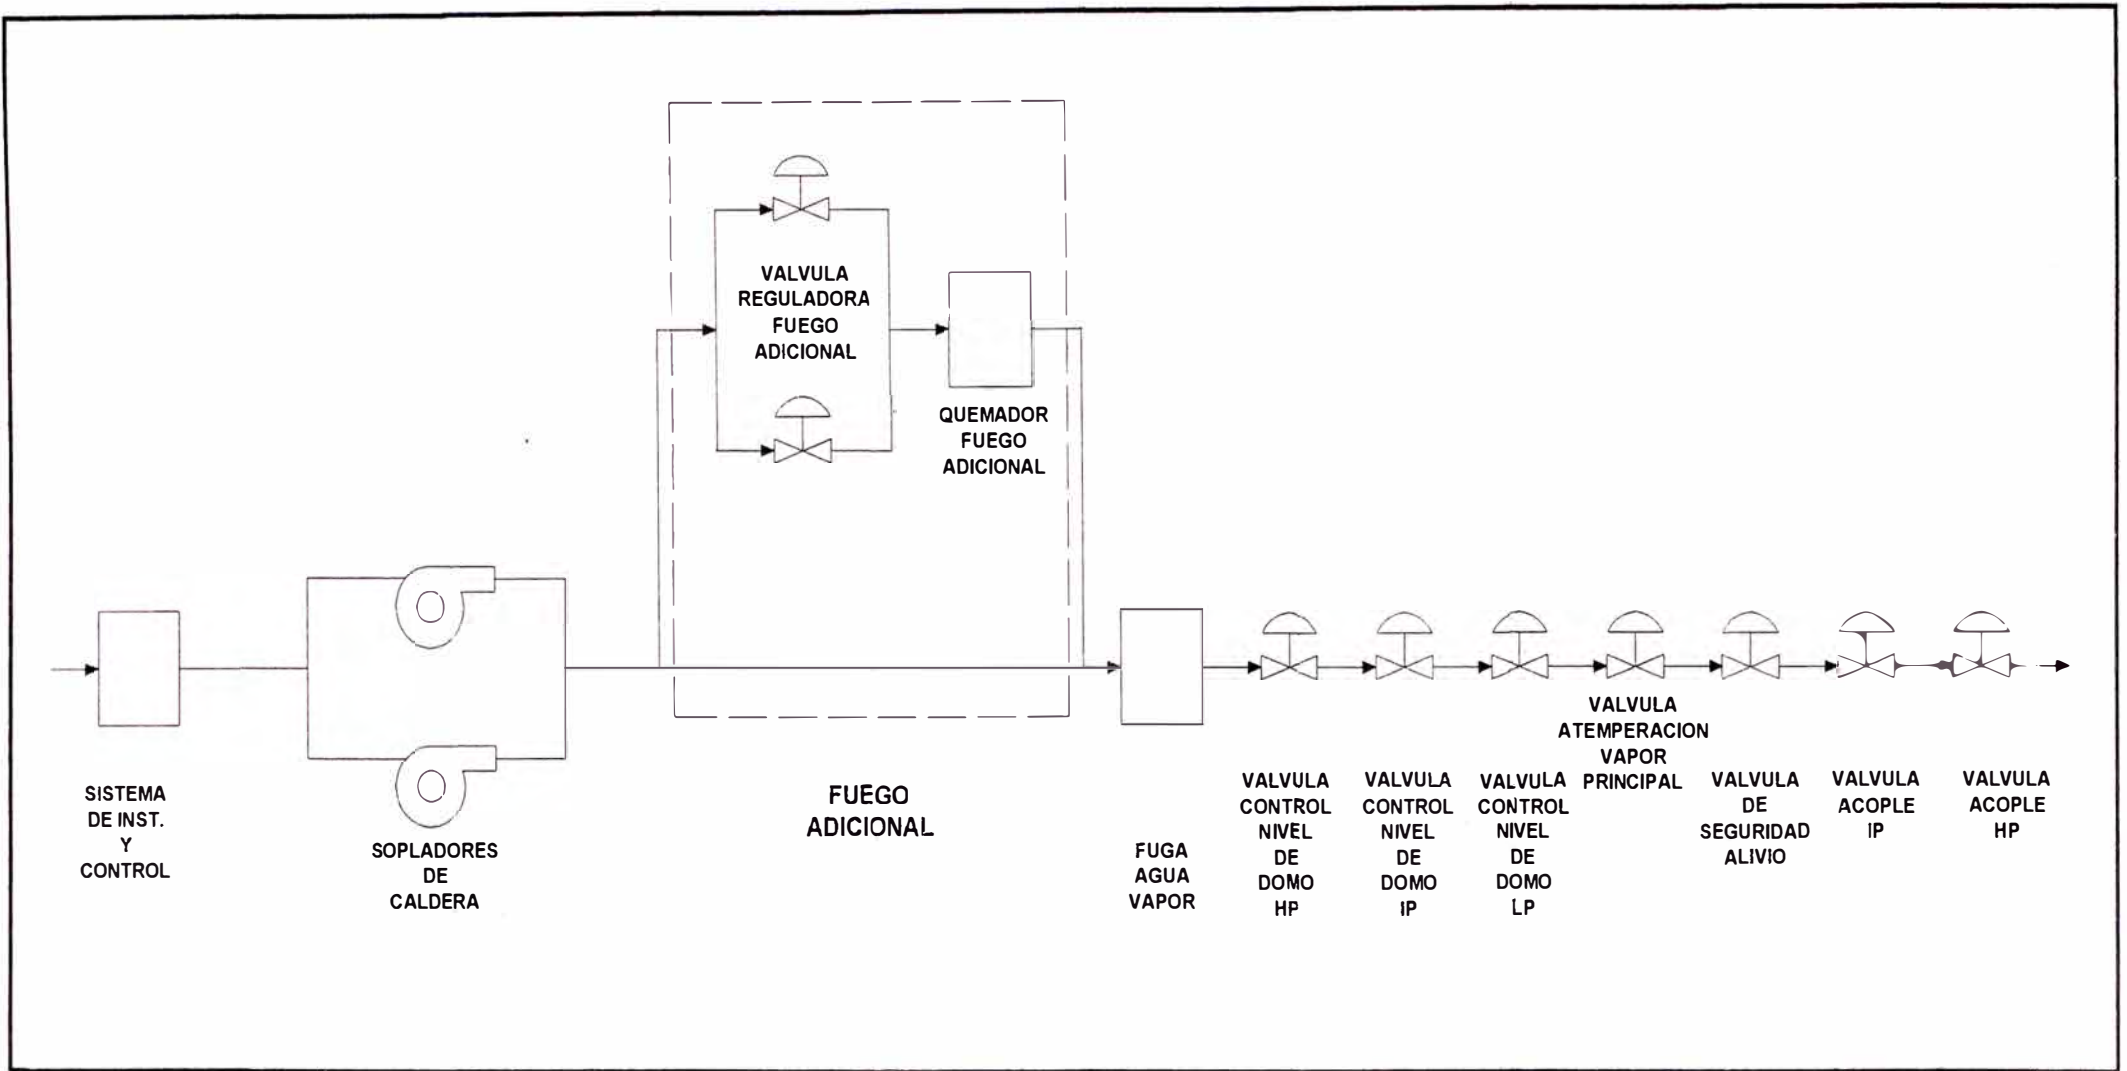 VALVULA
REGULADORA
FUEGO
ADICIONAL
QUEMADOR
FUEGO
ADICIONAL
SISTEMA
DE INST.
Y
CONTROL
SOPLADORES
DE
CALDERA
FUEGO
ADICIONAL
FUGA
AGUA
VAPOR
VALVULA
CONTROL
NIVEL
DE
DOMO
HP
VALVULA
CONTROL
NIVEL
DE
DOMO
IP
VALVULA
CONTROL
NIVEL
DE
DOMO
LP
VALVULA
ATEMPERACION
VAPOR
PRINCIPAL
VALVULA
DE
SEGURIDAD
ALIVIO
VALVULA
ACOPLE
IP
VALVULA
ACOPLE
HP